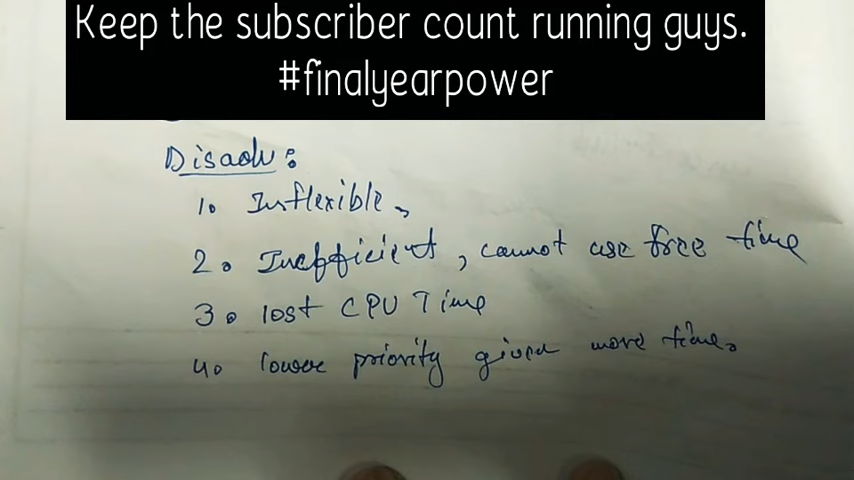 Keep the subscriber count running guys.
#finalyearpower
Disadv:
1. Inflexible,
2. Inefficient, cannot use free time
3. lost CPU Time
4. lower priority given more time.